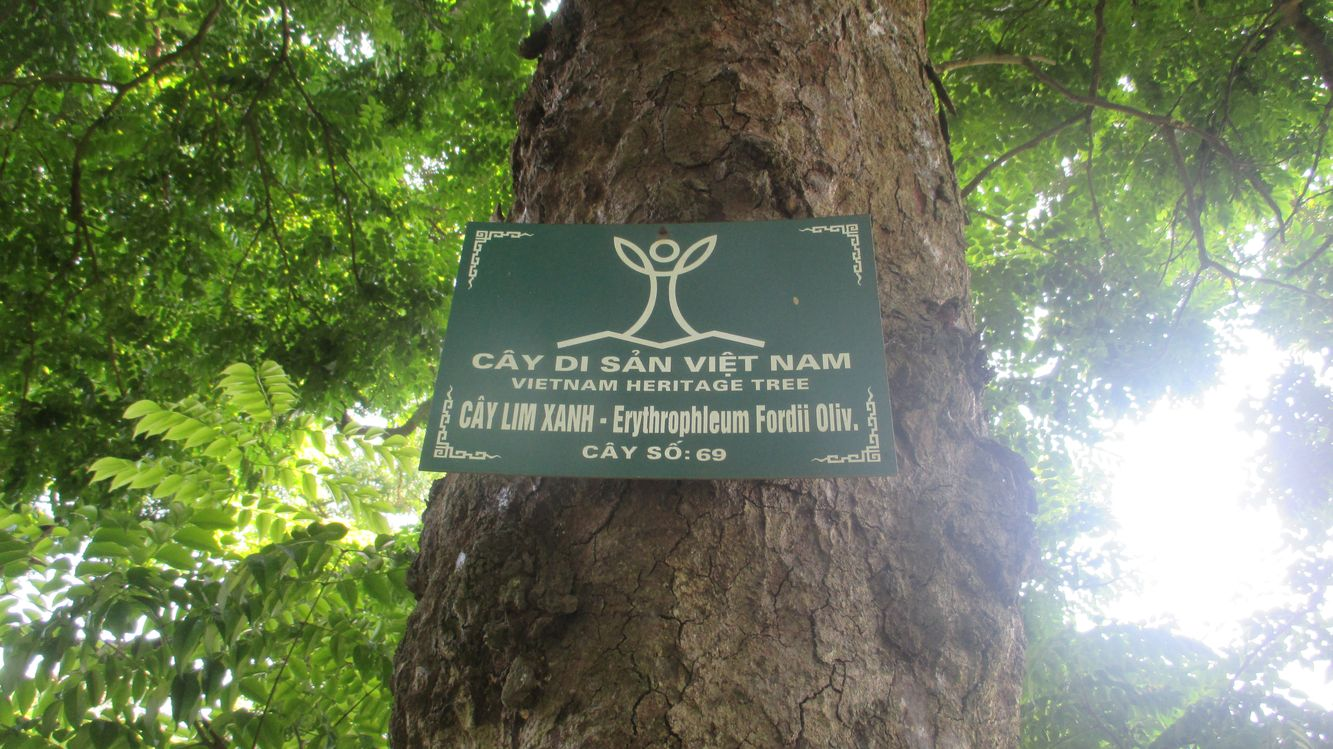 CÂY DI SẢN VIỆT NAM
VIETNAM HERITAGE TREE
CÂY LIM XANH - Erythrophleum Fordii Oliv.
CÂY SỐ: 69